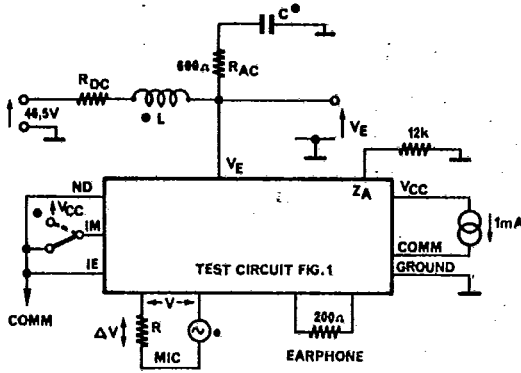 C
600Ω RAC
RDC
L
48,5V
VE
12k
VE
ZA
ND
VCC
VCC
IM
1mA
COMM
IE
TEST CIRCUIT FIG.1
GROUND
COMM
V
ΔV R e
200Ω
MIC
EARPHONE